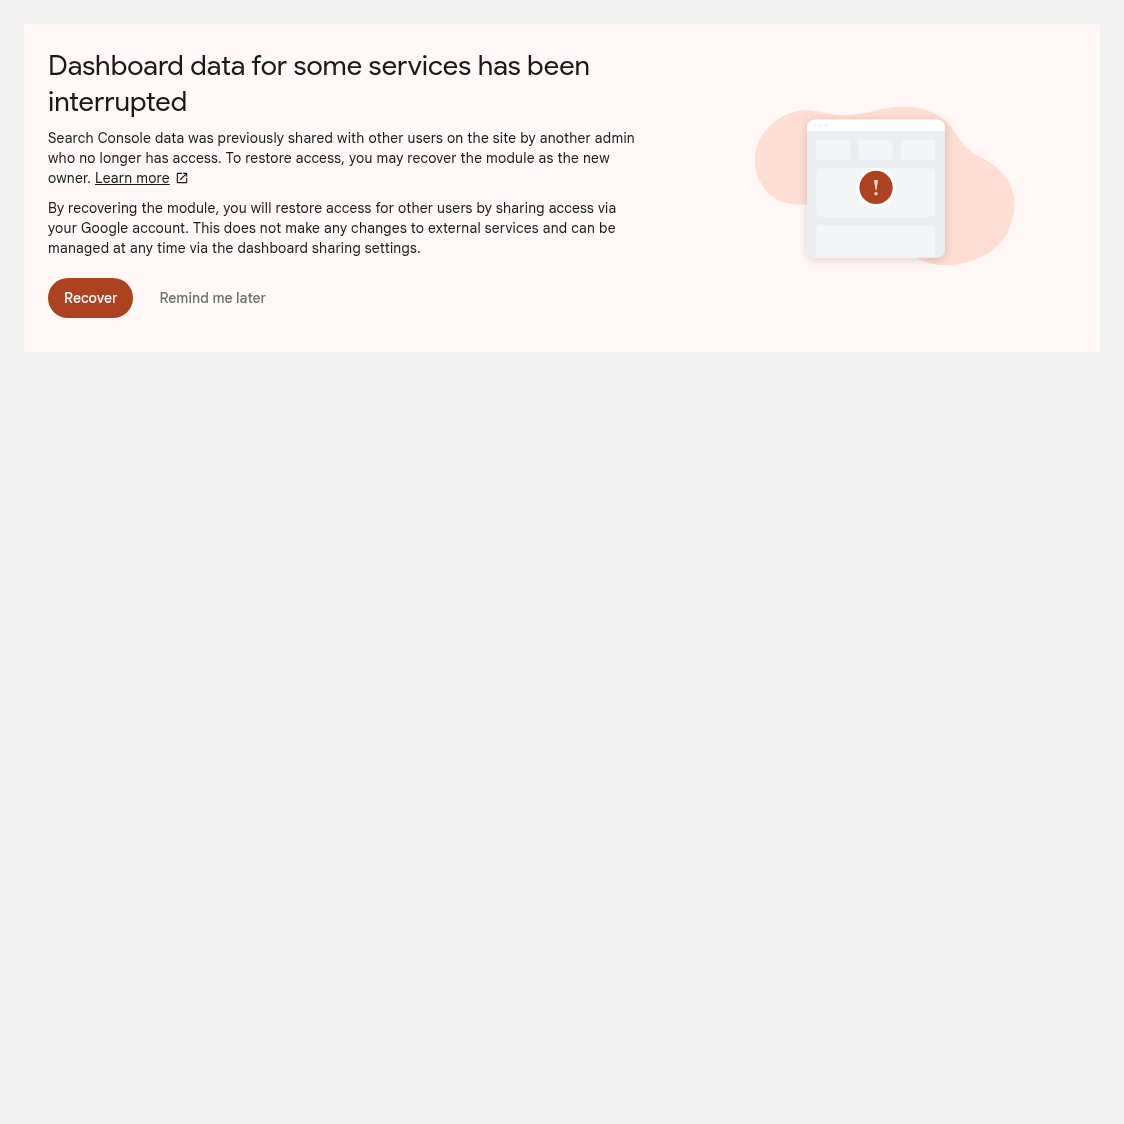 Dashboard data for some services has been
interrupted
Search Console data was previously shared with other users on the site by another admin
who no longer has access. To restore access, you may recover the module as the new
owner. Learn more
By recovering the module, you will restore access for other users by sharing access via
your Google account. This does not make any changes to external services and can be
managed at any time via the dashboard sharing settings.
Recover
Remind me later
!